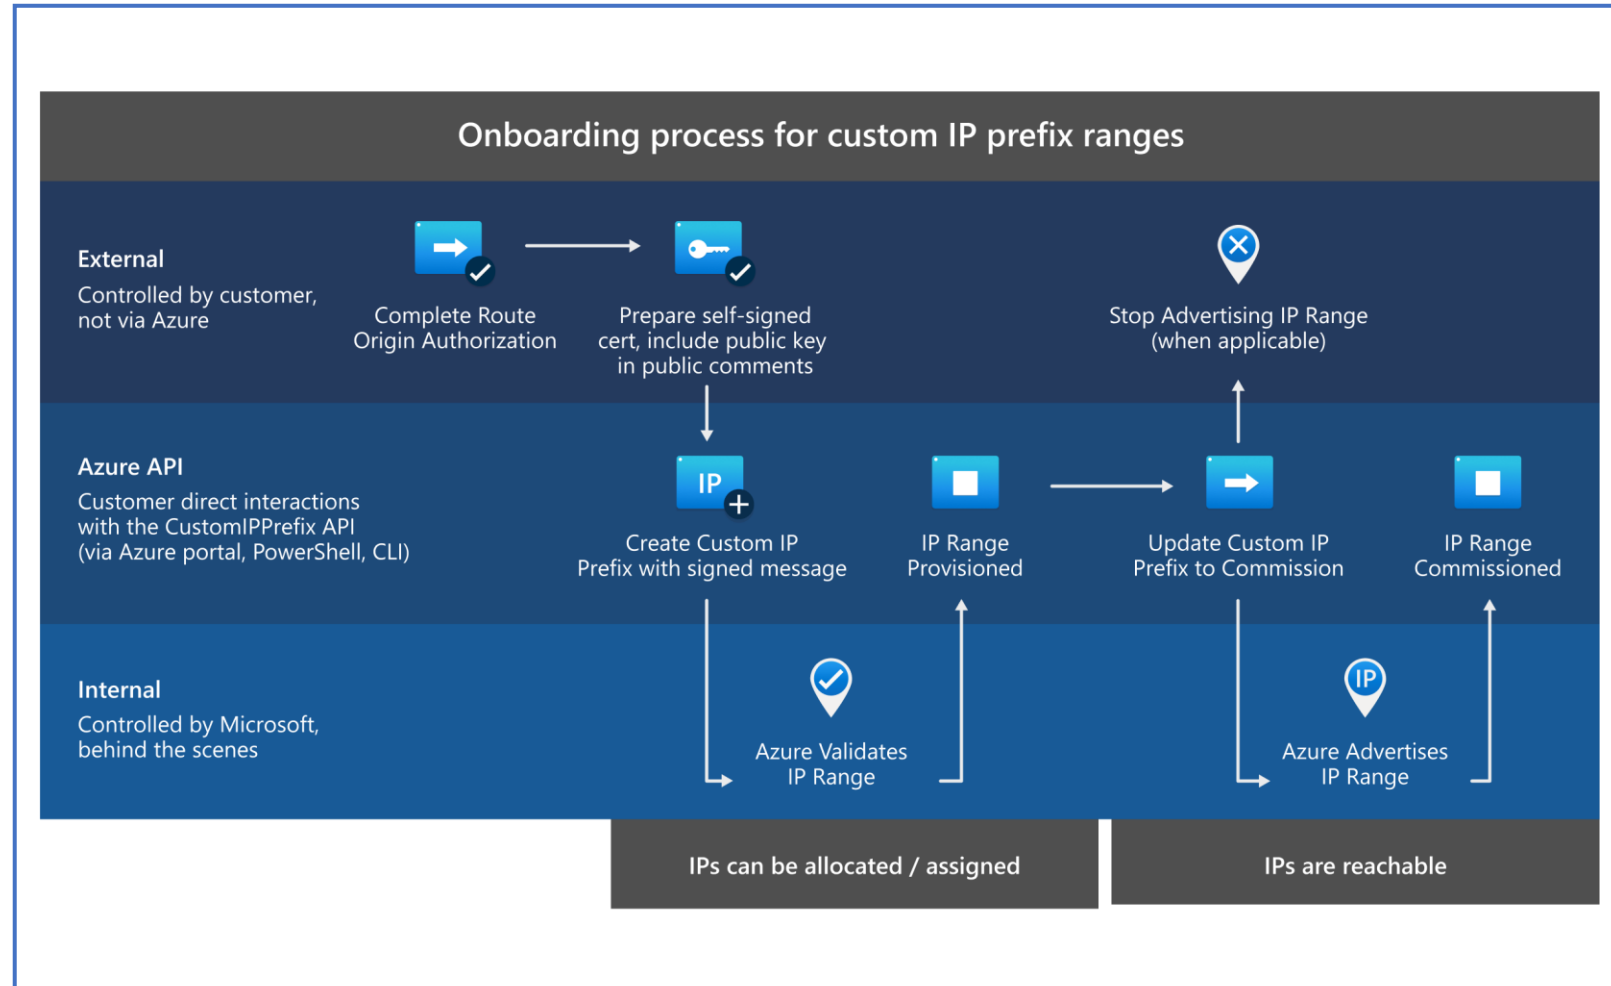 Onboarding process for custom IP prefix ranges
External
Controlled by customer,
not via Azure
Complete Route
Origin Authorization
Prepare self-signed
cert, include public key
in public comments
Stop Advertising IP Range
(when applicable)
Azure API
Customer direct interactions
with the CustomIPPrefix API
(via Azure portal, PowerShell, CLI)
IP
Create Custom IP
Prefix with signed message
IP Range
Provisioned
Update Custom IP
Prefix to Commission
IP Range
Commissioned
Internal
Controlled by Microsoft,
behind the scenes
Azure Validates
IP Range
IP
Azure Advertises
IP Range
IPs can be allocated / assigned
IPs are reachable